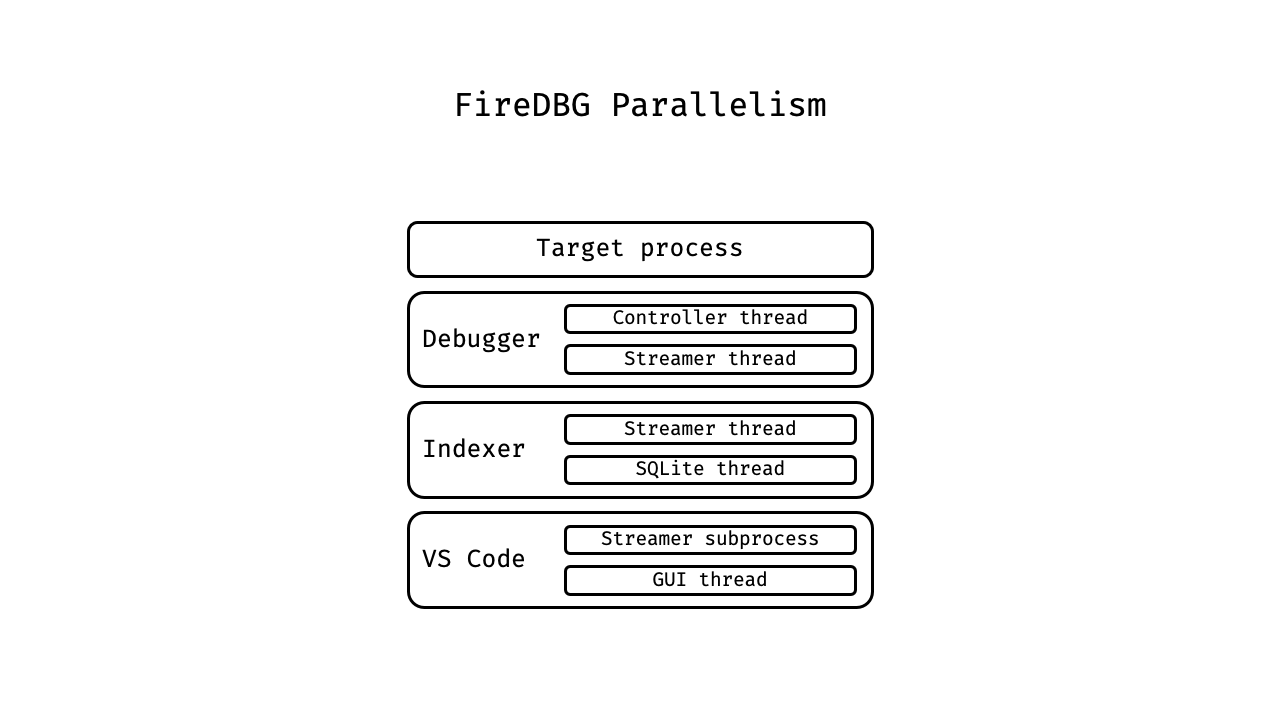 FireDBG Parallelism
Target process
Debugger
Controller thread
Streamer thread
Indexer
Streamer thread
SQLite thread
VS Code
Streamer subprocess
GUI thread